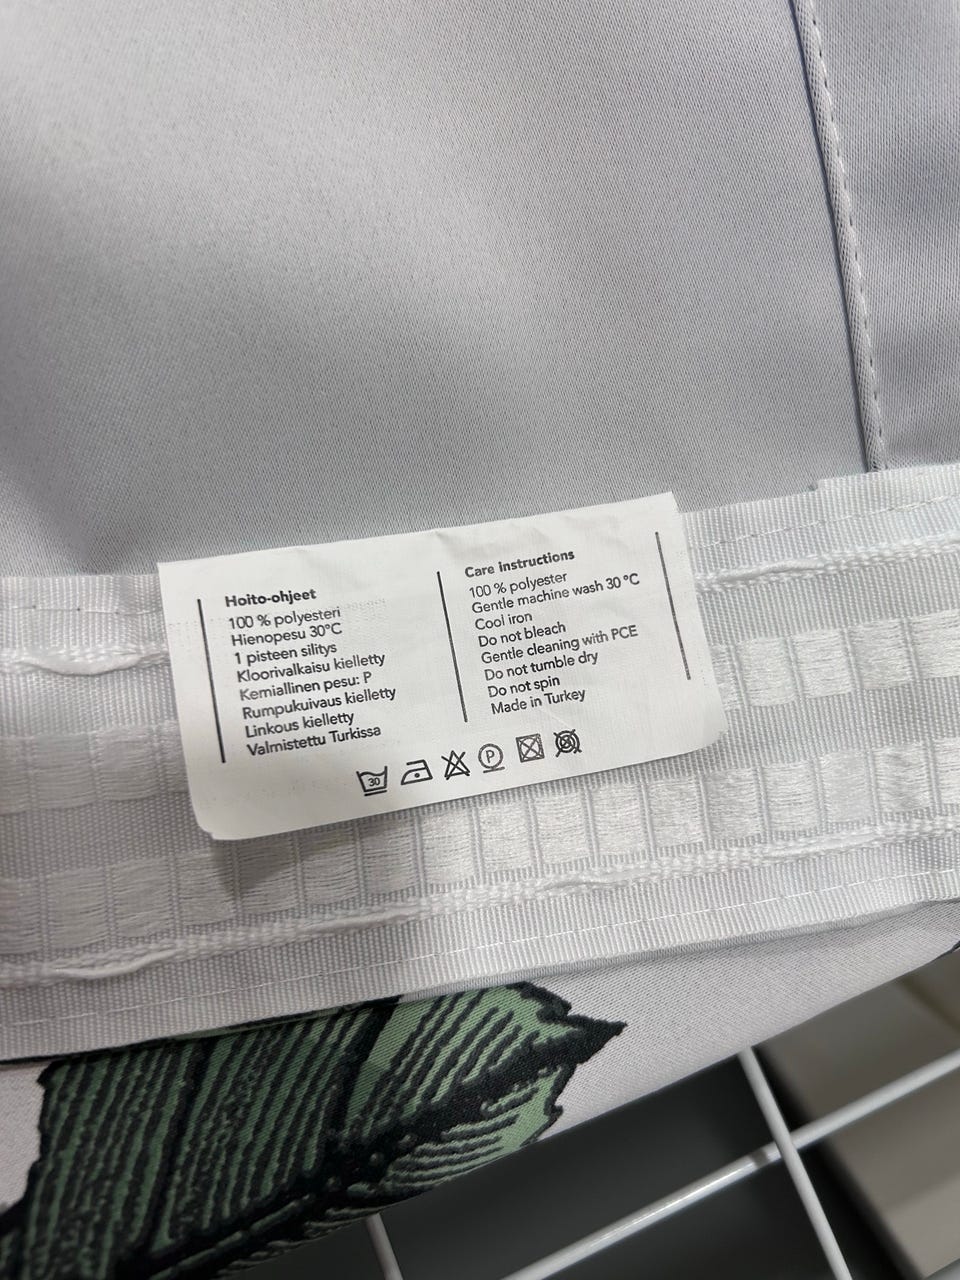 Hoito-ohjeet
100 % polyesteri
Hienopesu 30°C
1 pisteen silitys
Kloorivalkaisu kielletty
Kemiallinen pesu: P
Rumpukuivaus kielletty
Linkous kielletty
Valmistettu Turkissa
Care instructions
100 % polyester
Gentle machine wash 30 °C
Cool iron
Do not bleach
Gentle cleaning with PCE
Do not tumble dry
Do not spin
Made in Turkey
30 P